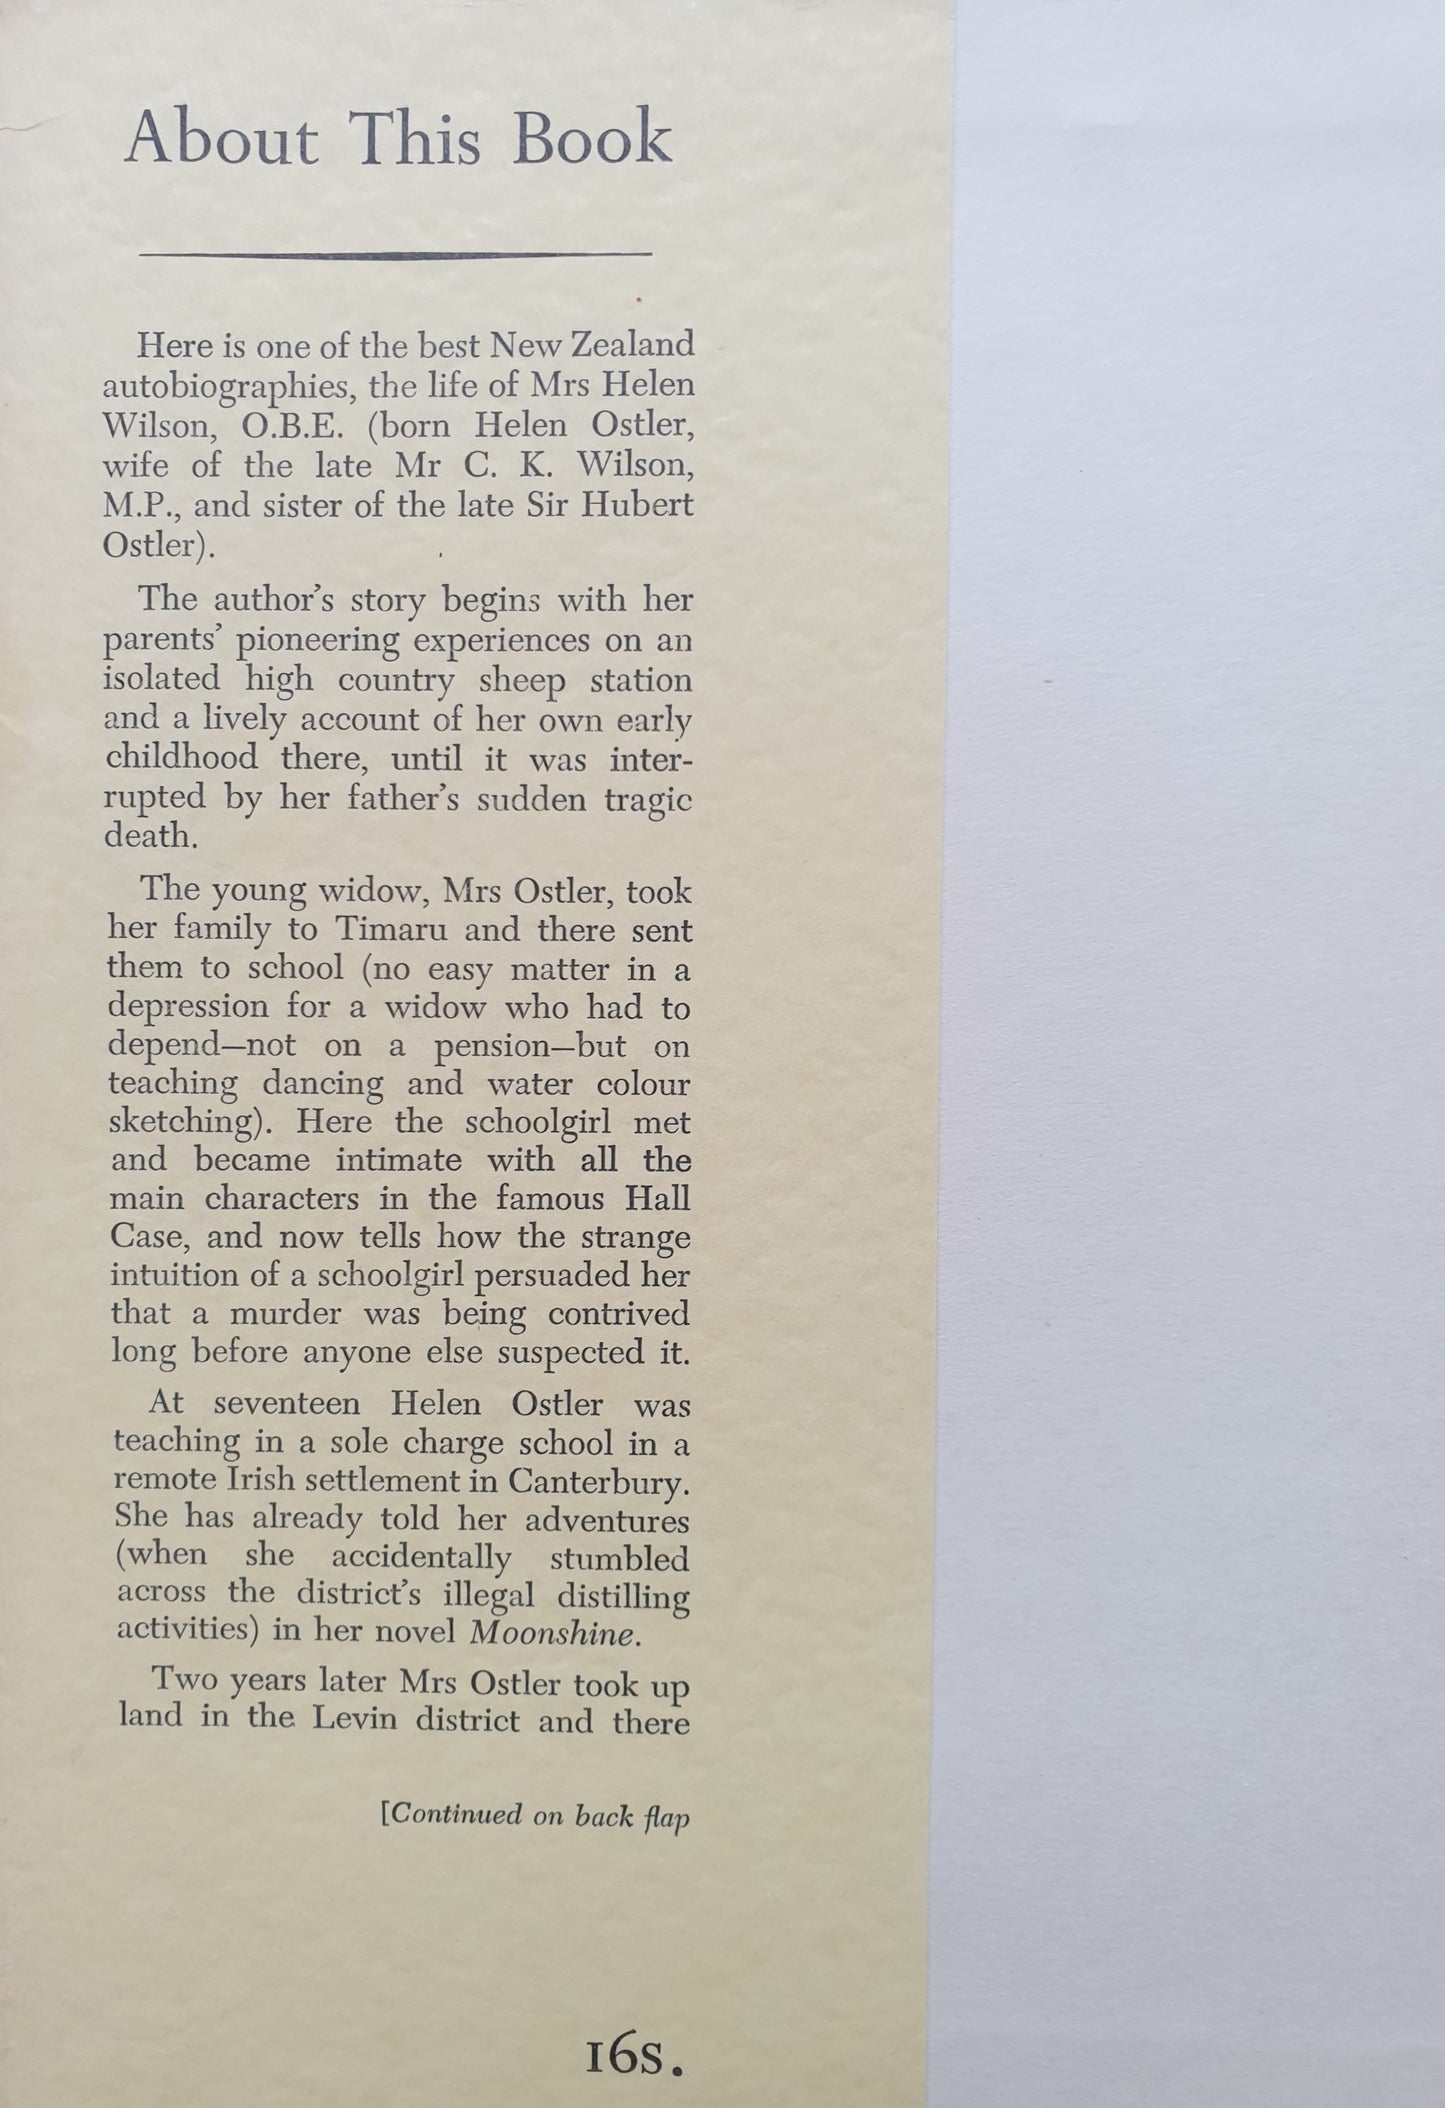 About This Book
Here is one of the best New Zealand
autobiographies, the life of Mrs Helen
Wilson, O.B.E. (born Helen Ostler,
wife of the late Mr C. K. Wilson,
M.P., and sister of the late Sir Hubert
Ostler).
The author's story begins with her
parents' pioneering experiences on an
isolated high country sheep station
and a lively account of her own early
childhood there, until it was inter-
rupted by her father's sudden tragic
death.
The young widow, Mrs Ostler, took
her family to Timaru and there sent
them to school (no easy matter in a
depression for a widow who had to
depend—not on a pension—but on
teaching dancing and water colour
sketching). Here the schoolgirl met
and became intimate with all the
main characters in the famous Hall
Case, and now tells how the strange
intuition of a schoolgirl persuaded her
that a murder was being contrived
long before anyone else suspected it.
At seventeen Helen Ostler was
teaching in a sole charge school in a
remote Irish settlement in Canterbury.
She has already told her adventures
(when she accidentally stumbled
across the district's illegal distilling
activities) in her novel Moonshine.
Two years later Mrs Ostler took up
land in the Levin district and there
[Continued on back flap
16s.